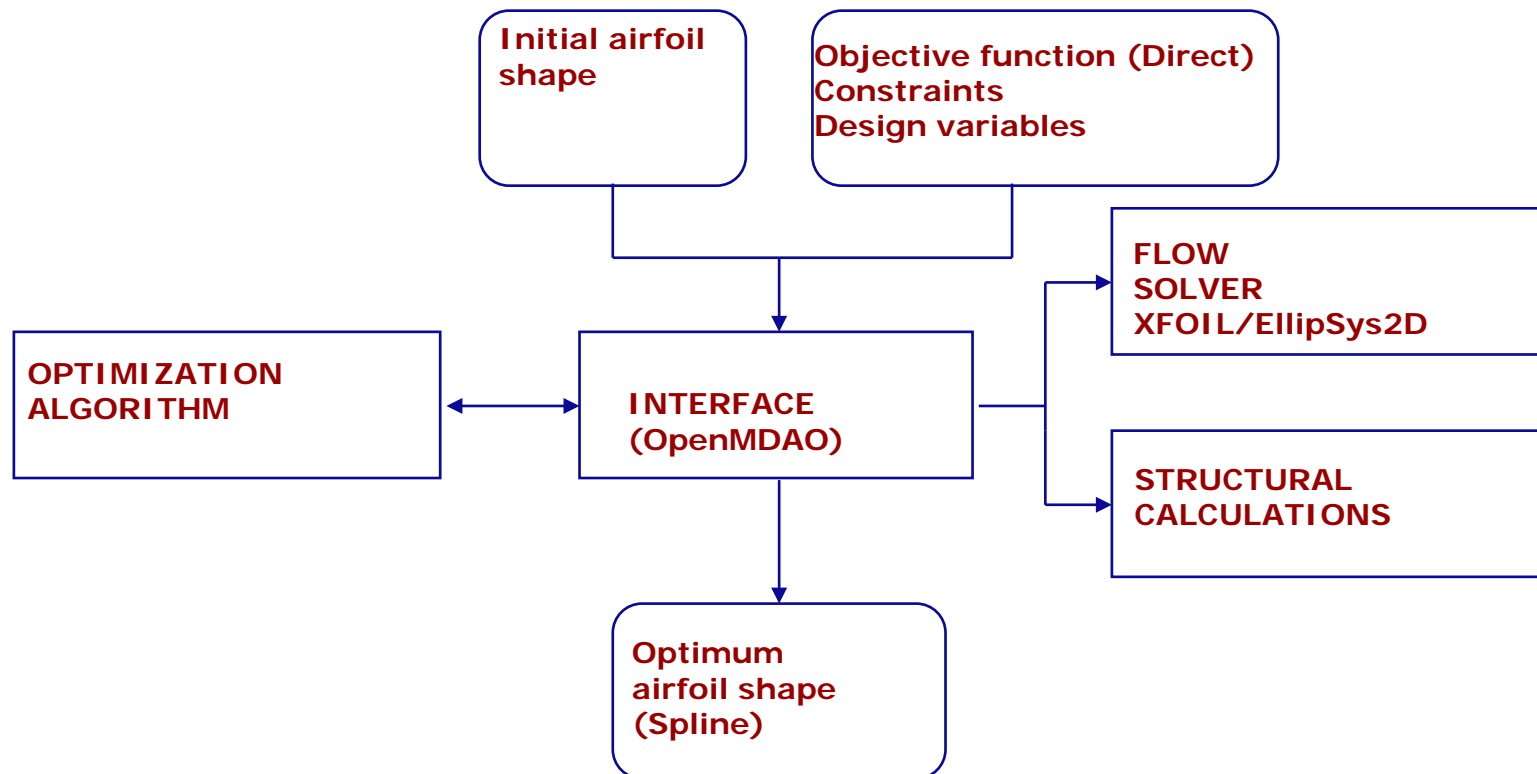 Initial airfoil
shape
Objective function (Direct)
Constraints
Design variables
FLOW
SOLVER
XFOIL/EllipSys2D
OPTIMIZATION
ALGORITHM
INTERFACE
(OpenMDAO)
STRUCTURAL
CALCULATIONS
Optimum
airfoil shape
(Spline)